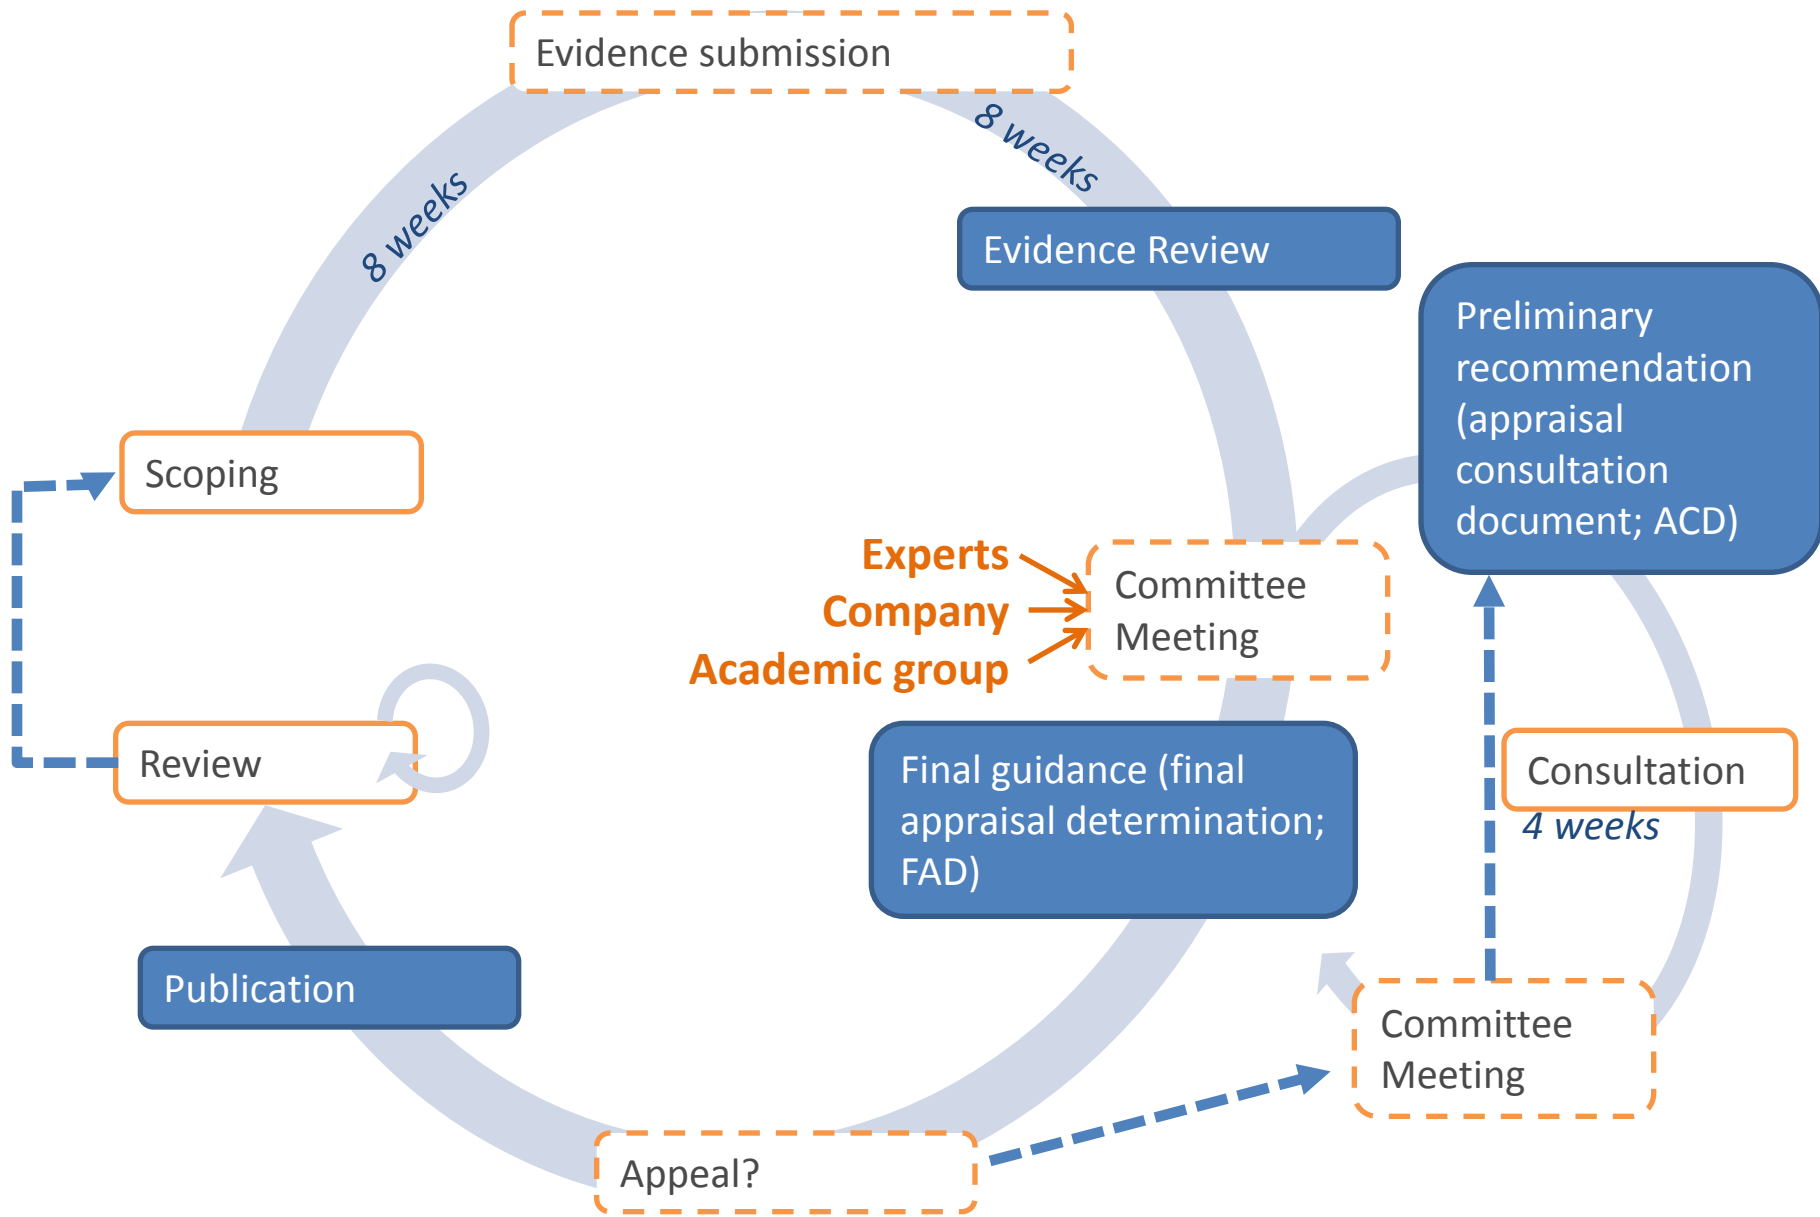 Evidence submission
8 weeks
8 weeks
Evidence Review
Preliminary
recommendation
(appraisal
consultation
document; ACD)
Scoping
Experts
Company
Academic group
Committee
Meeting
Review
Final guidance (final
appraisal determination;
FAD)
Consultation
4 weeks
Publication
Committee
Meeting
Appeal?